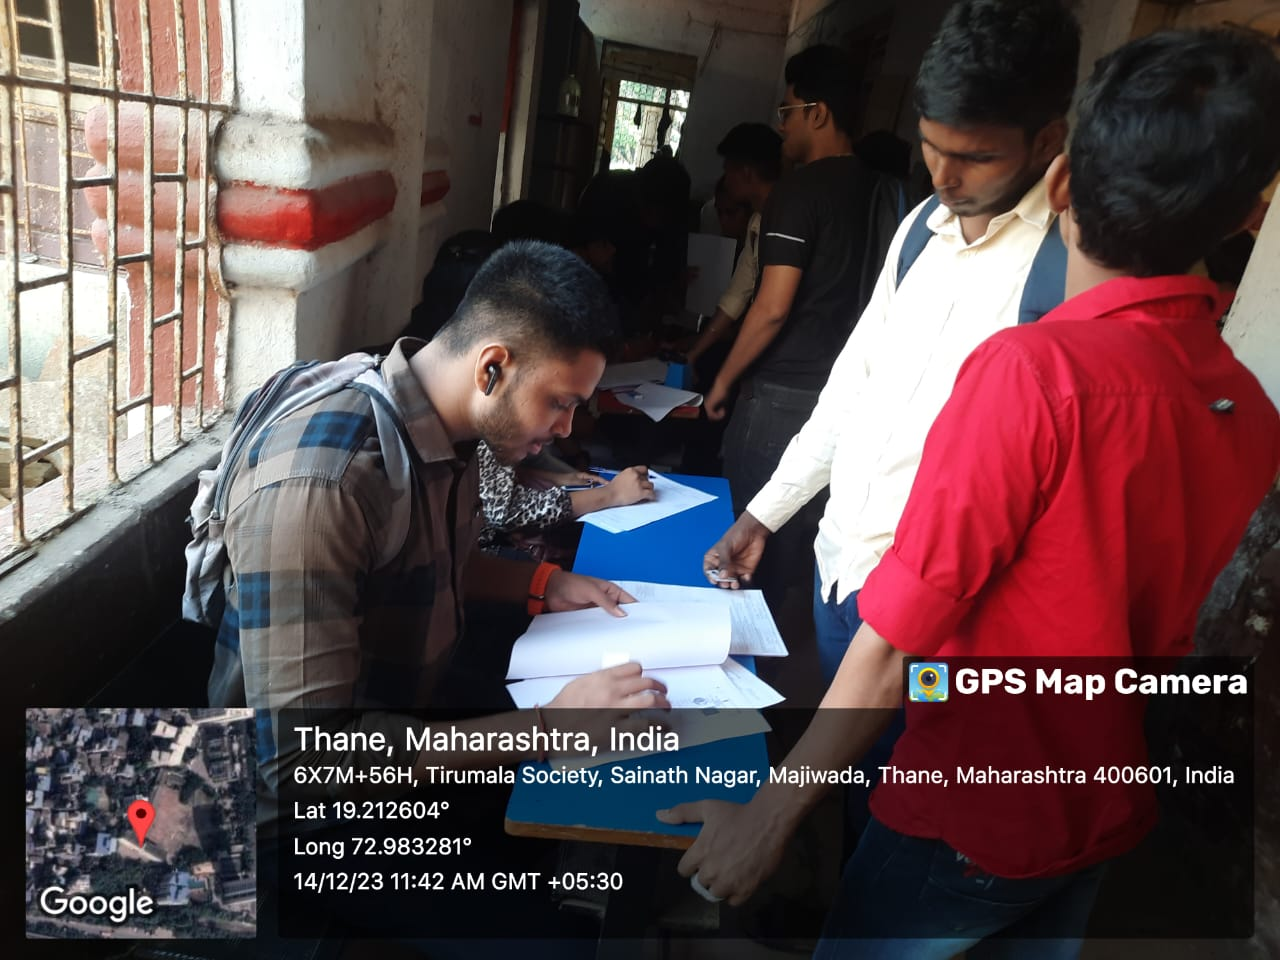 GPS Map Camera
Thane, Maharashtra, India
6X7M+56H, Tirumala Society, Sainath Nagar, Majiwada, Thane, Maharashtra 400601, India
Lat 19.212604°
Long 72.983281°
14/12/23 11:42 AM GMT +05:30
Google